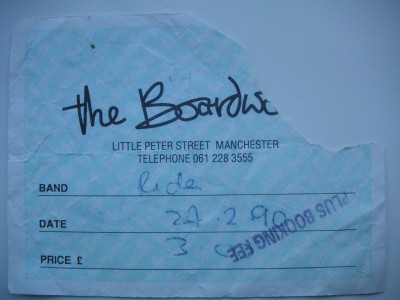 the Boardwo
LITTLE PETER STREET MANCHESTER
TELEPHONE 061 228 3555
BAND Ride
DATE 27.2.90
PRICE £ 3.
PLUS BOOKING FEE